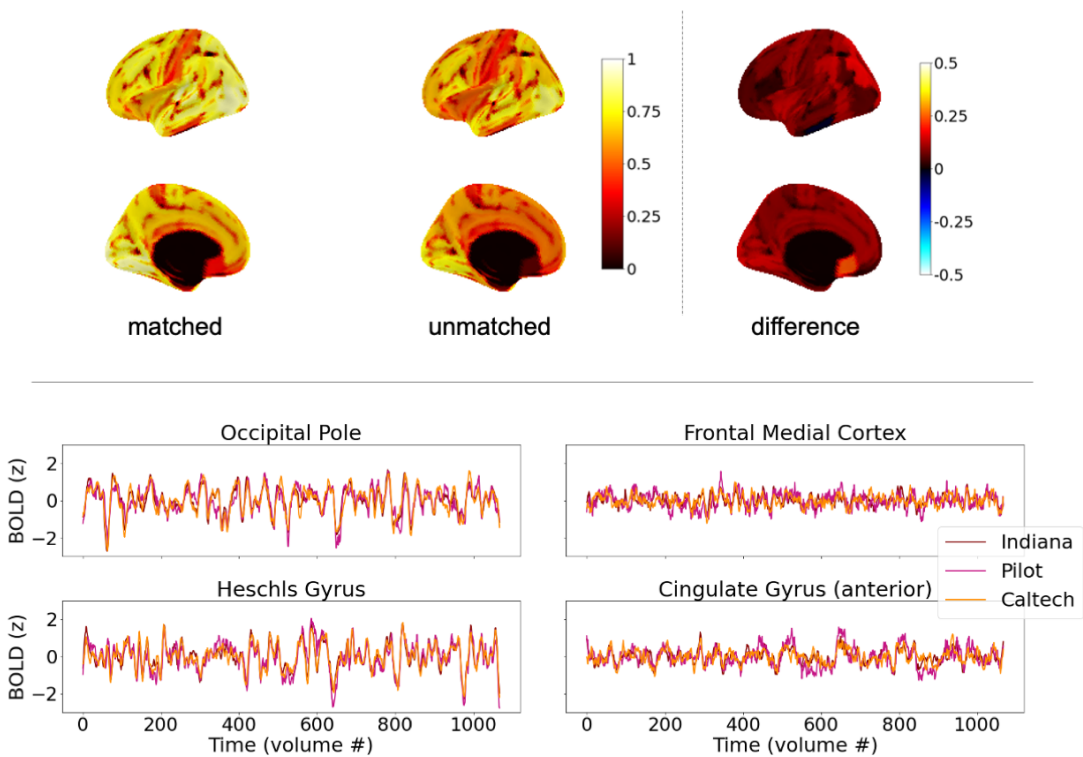 1
0.75
0.5
0.25
0
0.5
0.25
0
-0.25
-0.5
matched
unmatched
difference
Occipital Pole
BOLD (z)
2
0
−2
Frontal Medial Cortex
Indiana
Pilot
Caltech
Heschls Gyrus
BOLD (z)
2
0
−2
0 200 400 600 800 1000
Time (volume #)
Cingulate Gyrus (anterior)
0 200 400 600 800 1000
Time (volume #)